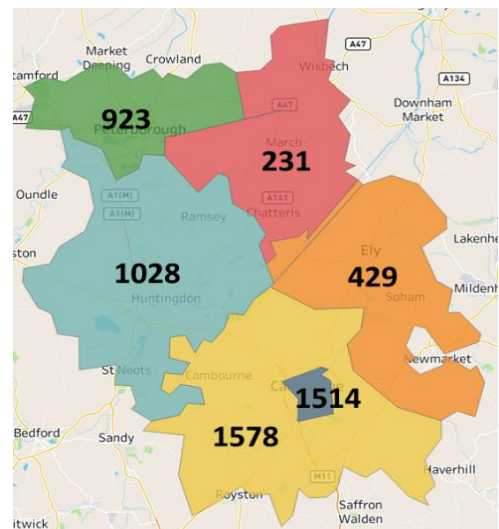 A47
Wisbech
Market
Deeping
Crowland
A134
Stamford
A47
A47
Downham
Market
923
Peterborough
March
231
Oundle
A1(M)
A1(M)
Ramsey
A141
Chatteris
Ely
Lakenhe
ston
1028
429
Huntingdon
Soham
Mildenh
Newmarket
St Neots
Cambourne
1514
Bedford
Sandy
1578
M11
Haverhill
Royston
Saffron
Walden
itwick